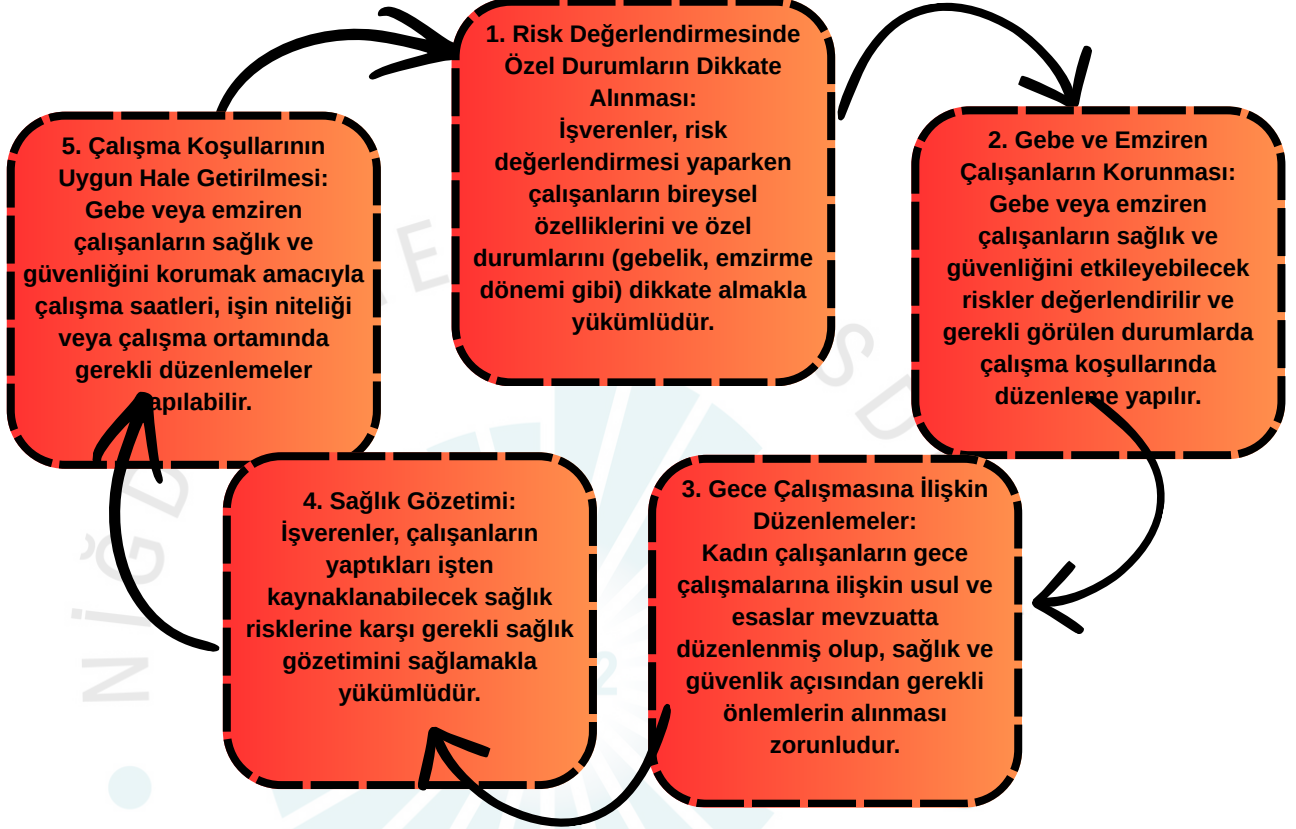 1. Risk Değerlendirmesinde
Özel Durumların Dikkate
Alınması:
İşverenler, risk
değerlendirmesi yaparken
çalışanların bireysel
özelliklerini ve özel
durumlarını (gebelik, emzirme
dönemi gibi) dikkate almakla
yükümlüdür.
2. Gebe ve Emziren
Çalışanların Korunması:
Gebe veya emziren
çalışanların sağlık ve
güvenliğini etkileyebilecek
riskler değerlendirilir ve
gerekli görülen durumlarda
çalışma koşullarında
düzenleme yapılır.
3. Gece Çalışmasına İlişkin
Düzenlemeler:
Kadın çalışanların gece
çalışmalarına ilişkin usul ve
esaslar mevzuatta
düzenlenmiş olup, sağlık ve
güvenlik açısından gerekli
önlemlerin alınması
zorunludur.
4. Sağlık Gözetimi:
İşverenler, çalışanların
yaptıkları işten
kaynaklanabilecek sağlık
risklerine karşı gerekli sağlık
gözetimini sağlamakla
yükümlüdür.
5. Çalışma Koşullarının
Uygun Hale Getirilmesi:
Gebe veya emziren
çalışanların sağlık ve
güvenliğini korumak amacıyla
çalışma saatleri, işin niteliği
veya çalışma ortamında
gerekli düzenlemeler
yapılabilir.